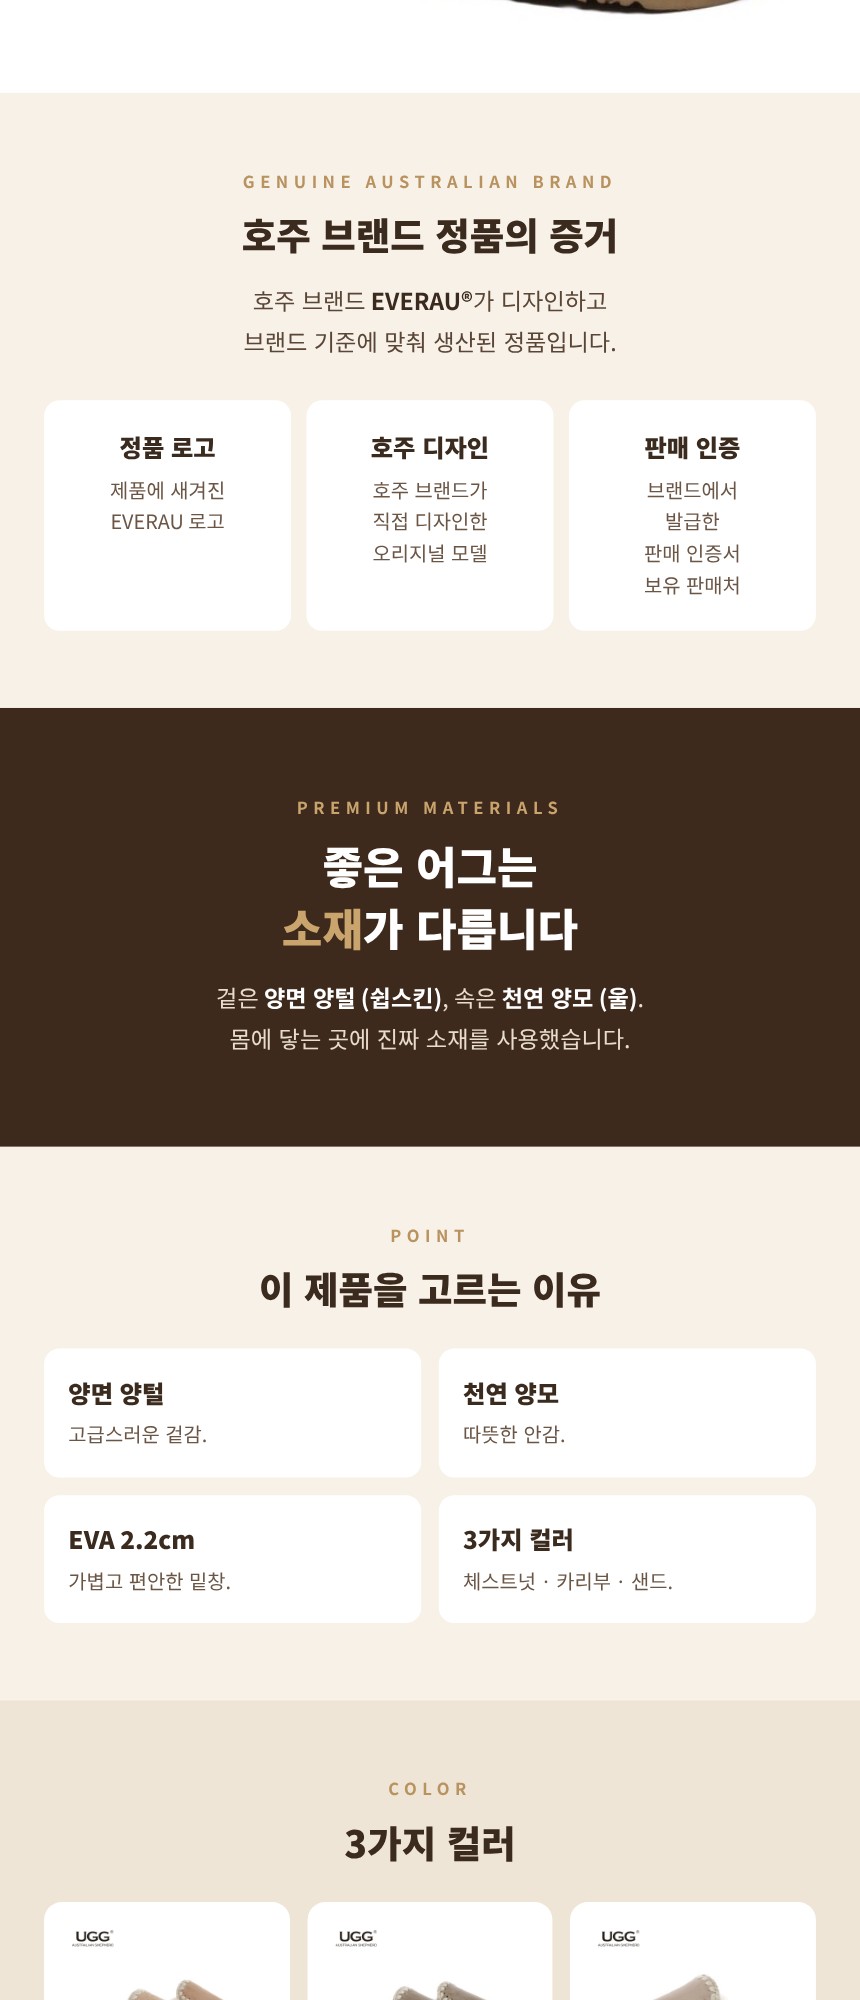 GENUINE AUSTRALIAN BRAND
호주 브랜드 정품의 증거
호주 브랜드 EVERAU®가 디자인하고
브랜드 기준에 맞춰 생산된 정품입니다.
정품 로고
제품에 새겨진
EVERAU 로고
호주 디자인
호주 브랜드가
직접 디자인한
오리지널 모델
판매 인증
브랜드에서
발급한
판매 인증서
보유 판매처
PREMIUM MATERIALS
좋은 어그는
소재가 다릅니다
겉은 양면 양털 (쉽스킨), 속은 천연 양모 (울).
몸에 닿는 곳에 진짜 소재를 사용했습니다.
POINT
이 제품을 고르는 이유
양면 양털
고급스러운 겉감.
천연 양모
따뜻한 안감.
EVA 2.2cm
가볍고 편안한 밑창.
3가지 컬러
체스트넛 · 카리부 · 샌드.
COLOR
3가지 컬러
UGG®
AUSTRALIAN SHEPHERD
UGG®
AUSTRALIAN SHEPHERD
UGG®
AUSTRALIAN SHEPHERD